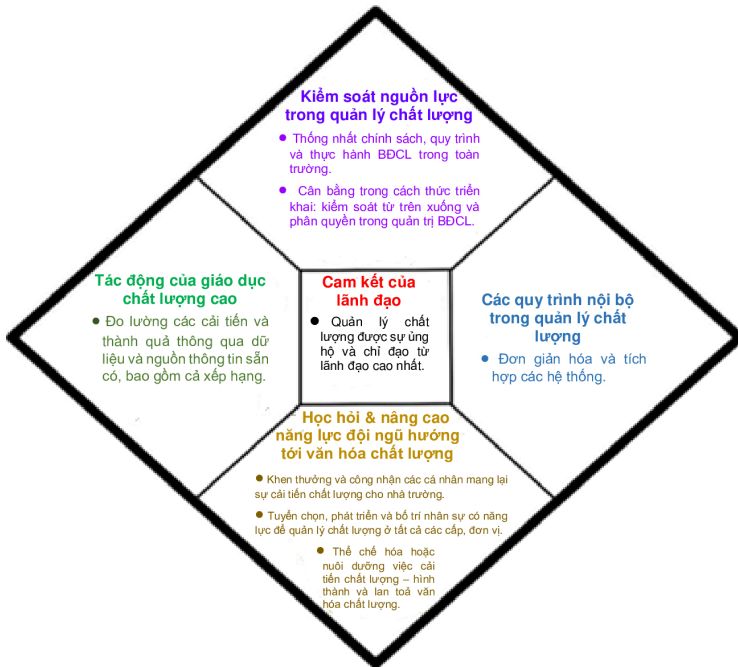 Kiểm soát nguồn lực
trong quản lý chất lượng
● Thống nhất chính sách, quy trình
và thực hành BĐCL trong toàn
trường.
● Cân bằng trong cách thức triển
khai: kiểm soát từ trên xuống và
phân quyền trong quản trị BĐCL.
Tác động của giáo dục
chất lượng cao
● Đo lường các cải tiến và
thành quả thông qua dữ
liệu và nguồn thông tin sẵn
có, bao gồm cả xếp hạng.
Cam kết của
lãnh đạo
● Quản lý chất
lượng được sự ủng
hộ và chỉ đạo từ
lãnh đạo cao nhất.
Các quy trình nội bộ
trong quản lý chất
lượng
● Đơn giản hóa và tích
hợp các hệ thống.
Học hỏi & nâng cao
năng lực đội ngũ hướng
tới văn hóa chất lượng
● Khen thưởng và công nhận các cá nhân mang lại
sự cải tiến chất lượng cho nhà trường.
● Tuyển chọn, phát triển và bố trí nhân sự có năng
lực để quản lý chất lượng ở tất cả các cấp, đơn vị.
● Thể chế hóa hoặc
nuôi dưỡng việc cải
tiến chất lượng – hình
thành và lan toả văn
hóa chất lượng.